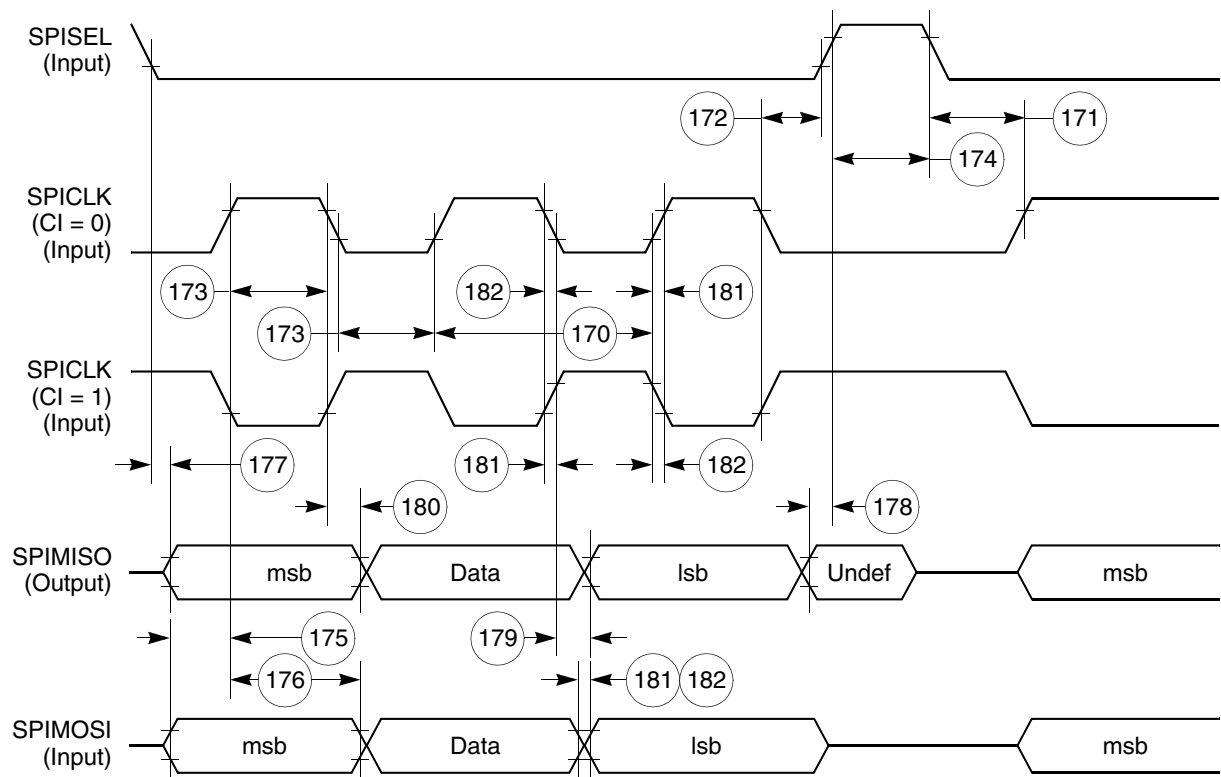 SPISEL
(Input)
172
171
174
SPICLK
(CI = 0)
(Input)
173
182
181
173
170
SPICLK
(CI = 1)
(Input)
177
181
182
180
178
SPIMISO
(Output)
msb
Data
lsb
Undef
msb
175
179
176
181
182
SPIMOSI
(Input)
msb
Data
lsb
msb